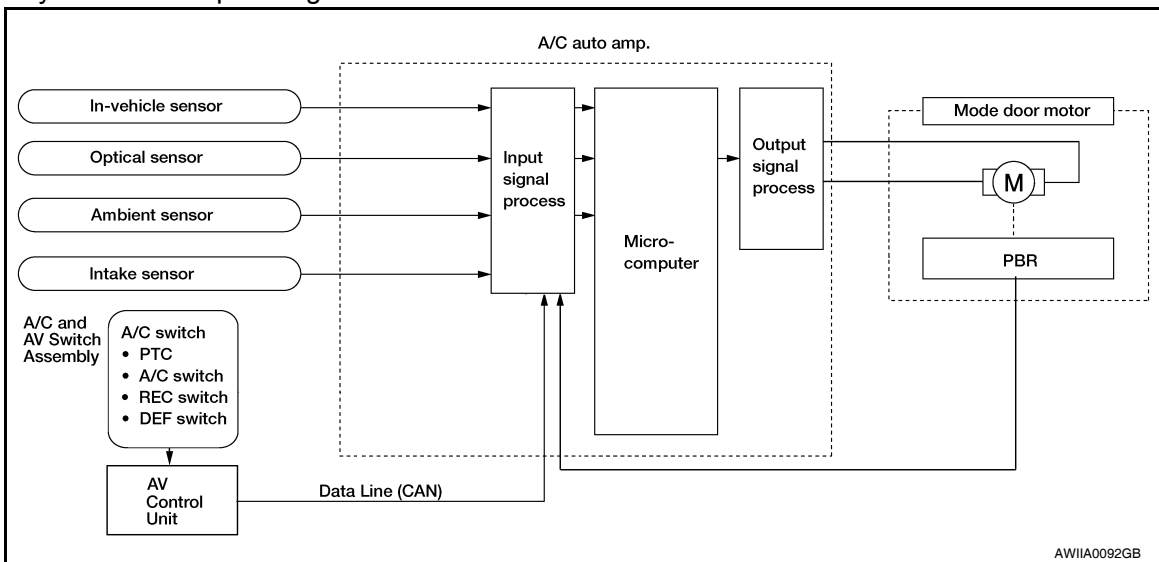 A/C auto amp.
In-vehicle sensor
Optical sensor
Ambient sensor
Intake sensor
Input
signal
process
Micro-
computer
Output
signal
process
Mode door motor
M
PBR
A/C and
AV Switch
Assembly
A/C switch
• PTC
• A/C switch
• REC switch
• DEF switch
AV
Control
Unit
Data Line (CAN)
AWIIA0092GB